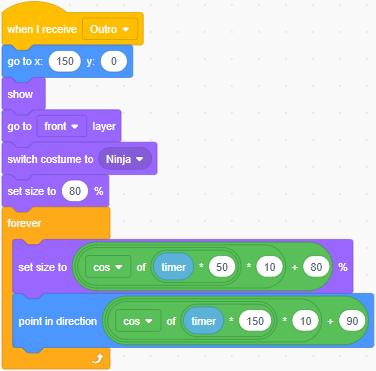 when I receive Outro
go to x: 150 y: 0
show
go to front layer
switch costume to Ninja
set size to 80 %
forever
set size to cos of timer * 50 * 10 + 80 %
point in direction cos of timer * 150 * 10 + 90